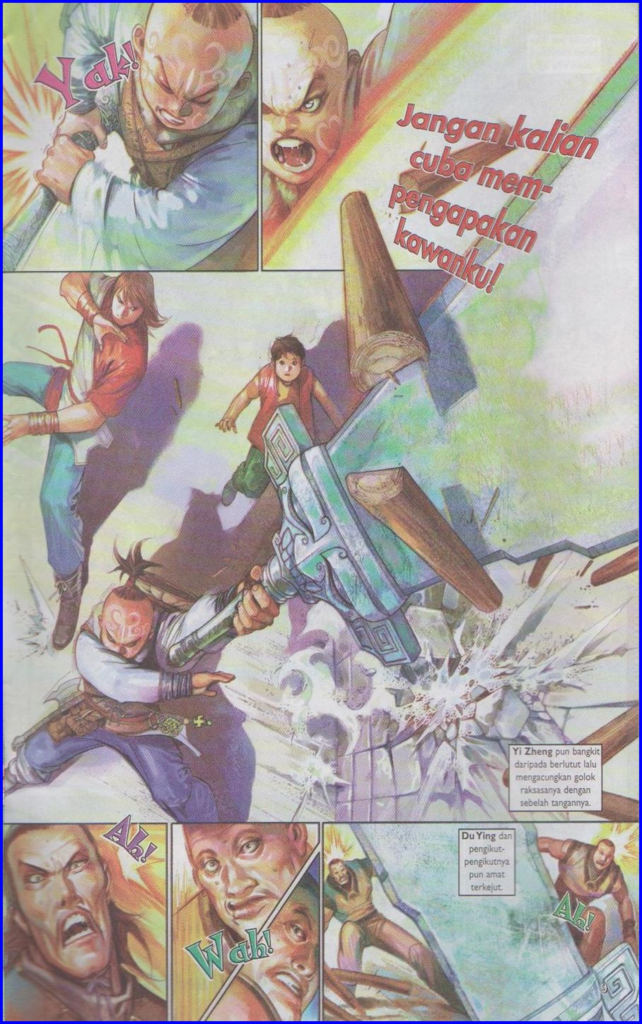 Yak!
Jangan kalian
cuba mem-
pengapakan
kawanku!
Yi Zheng pun bangkit
daripada berlutut lalu
mengacungkan golok
raksasanya dengan
sebelah tangannya.
Ah!
Wah!
Du Ying dan
pengikut-
pengikutnya
pun amat
terkejut.
Ah!